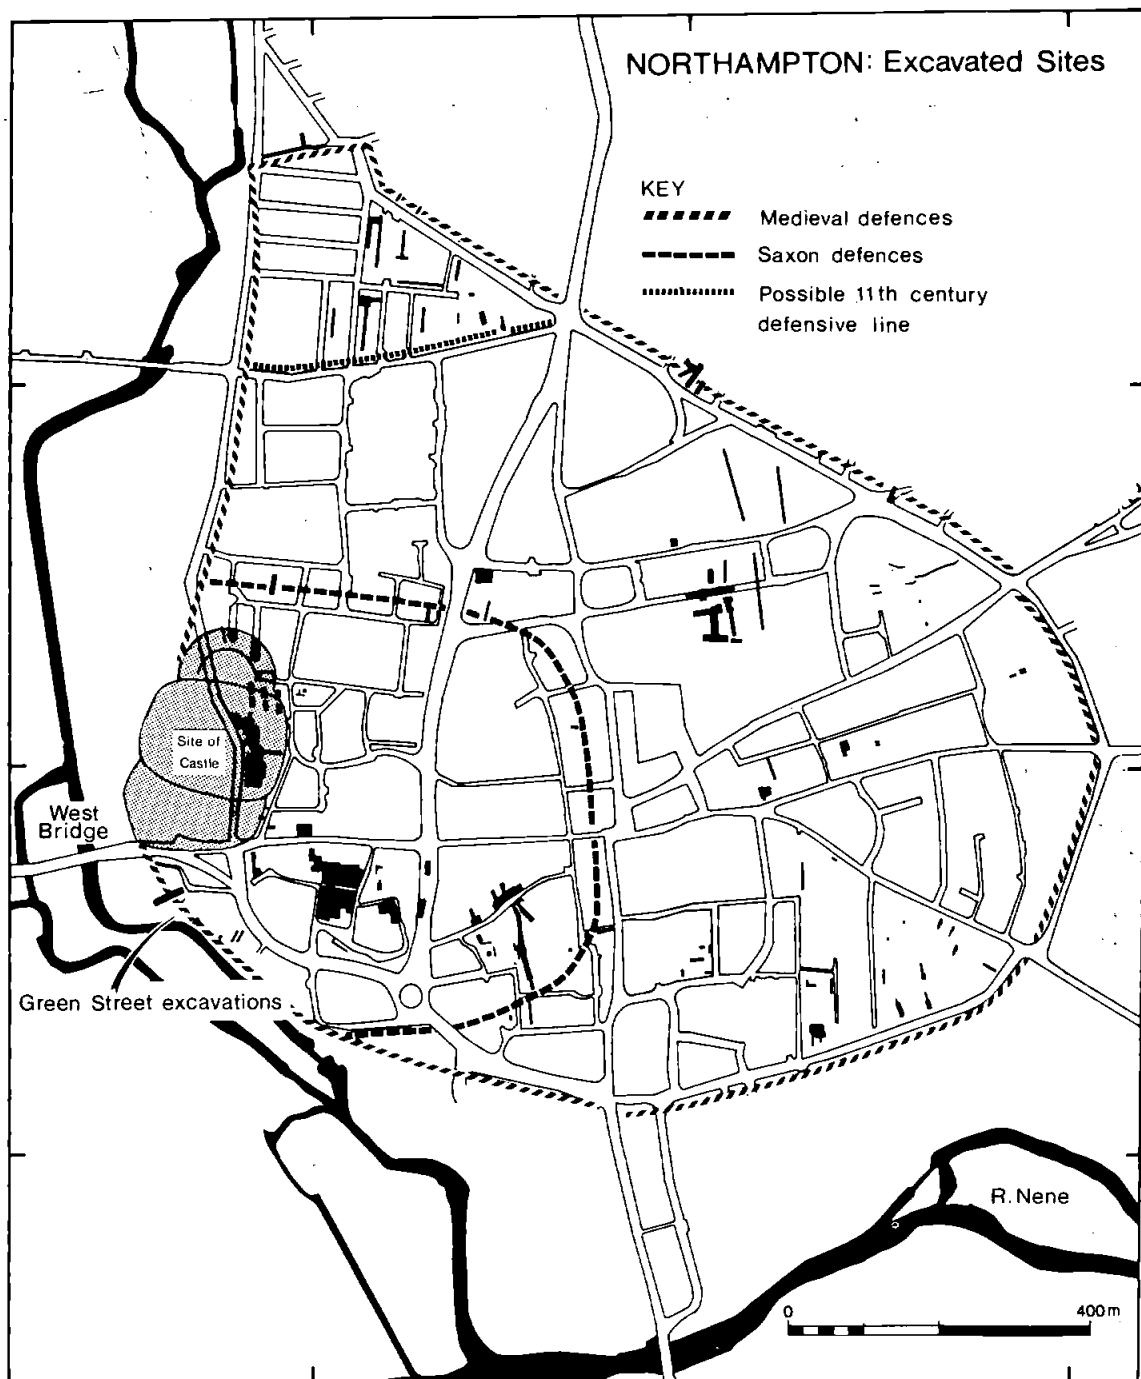 NORTHAMPTON: Excavated Sites
KEY
Medieval defences
Saxon defences
Possible 11th century
defensive line
Site of
Castle
West
Bridge
Green Street excavations
R. Nene
0 400m